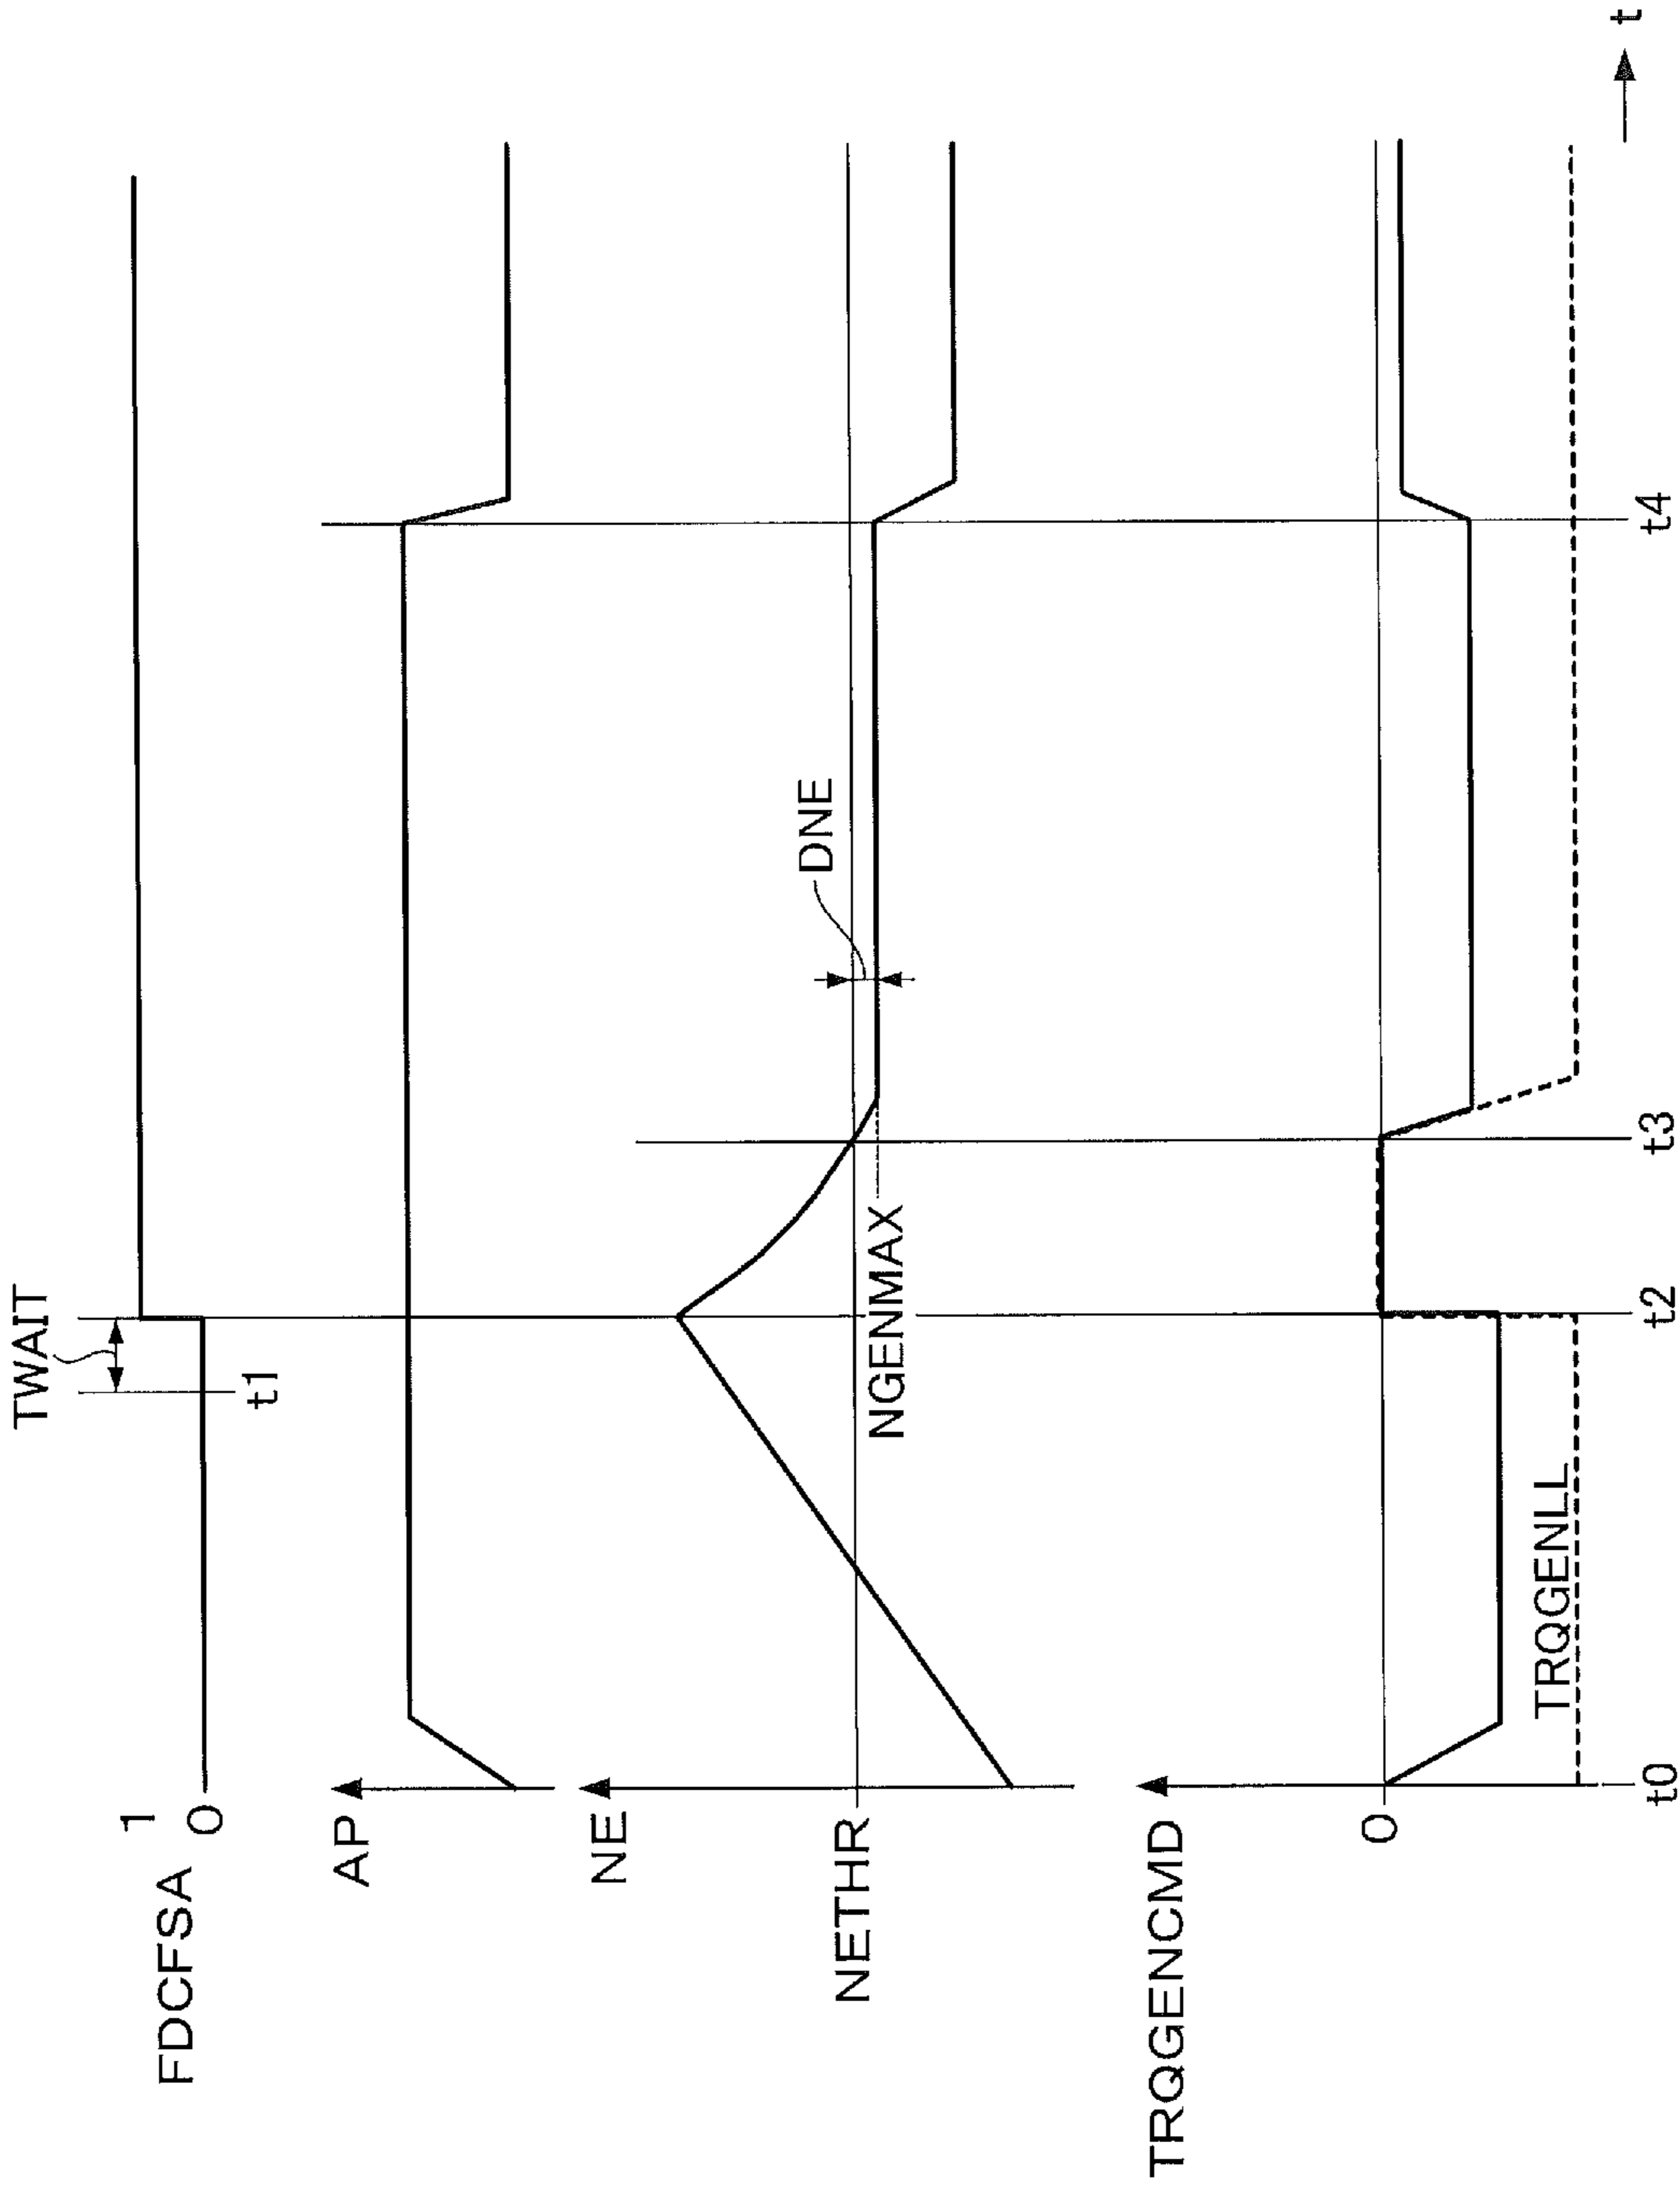 TWAIT
1
FDCFSA
0
t1
AP
NE
DNE
NETHR
NGENMAX
TRQGENCMD
0
TRQGENLL
t0
t2
t3
t4
t